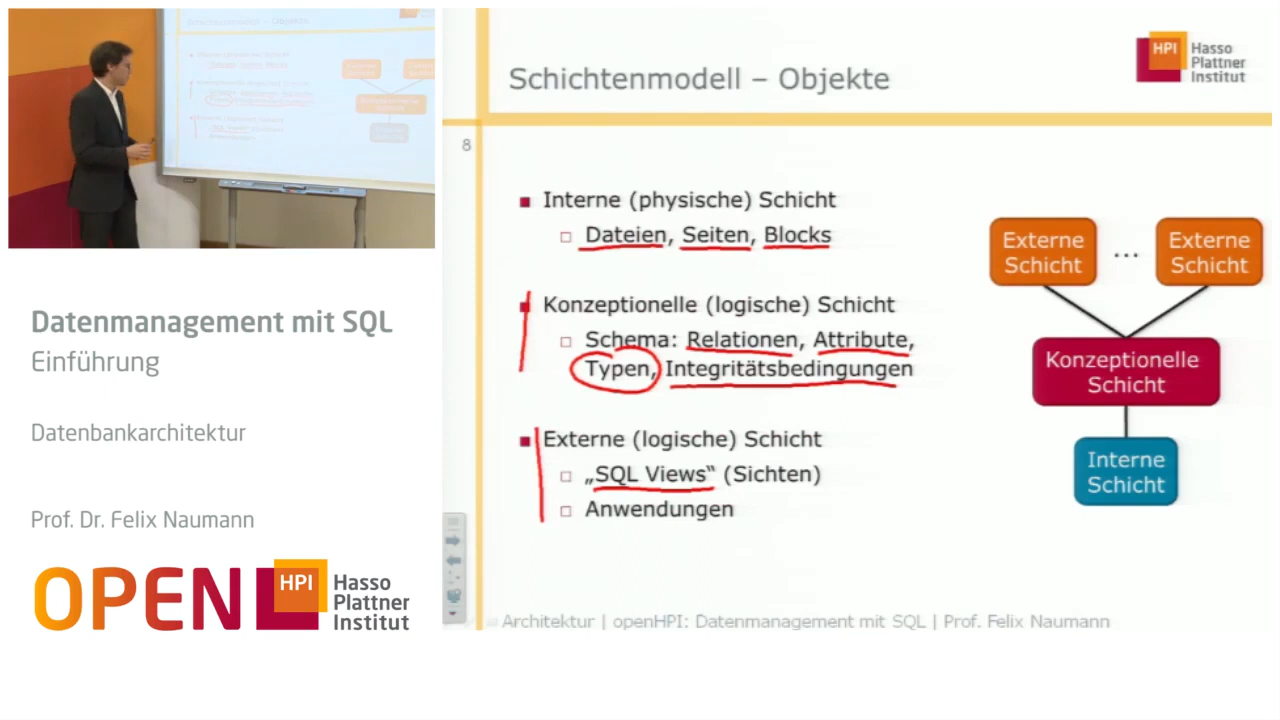 Schichtenmodell – Objekte
HPI
Hasso
Plattner
Institut
8
Interne (physische) Schicht
Dateien, Seiten, Blocks
Konzeptionelle (logische) Schicht
Schema: Relationen, Attribute,
Typen, Integritätsbedingungen
Externe (logische) Schicht
„SQL Views“ (Sichten)
Anwendungen
Externe
Schicht
...
Externe
Schicht
Konzeptionelle
Schicht
Interne
Schicht
Architektur | openHPI: Datenmanagement mit SQL | Prof. Felix Naumann
Datenmanagement mit SQL
Einführung
Datenbankarchitektur
Prof. Dr. Felix Naumann
OPEN
HPI
Hasso
Plattner
Institut